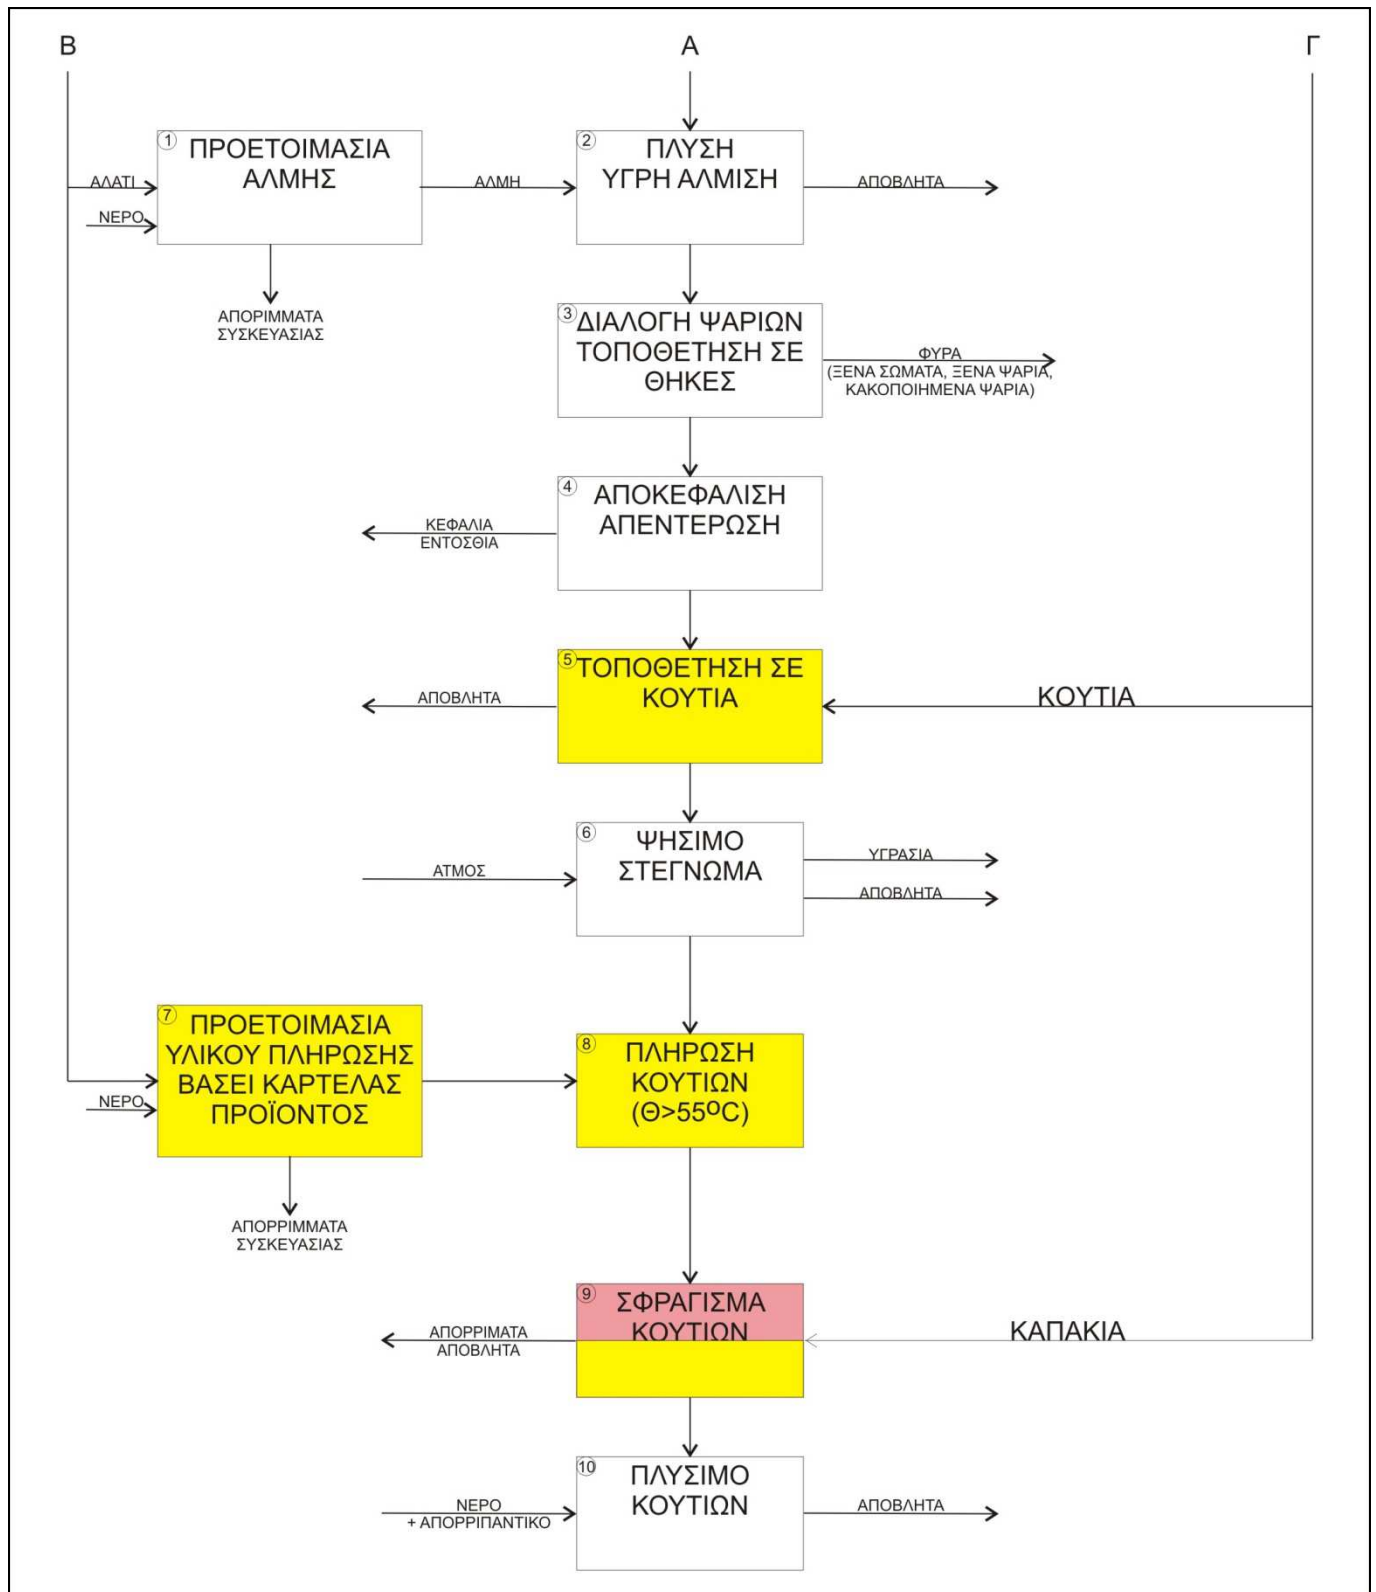 Β
Α
Γ
1
ΠΡΟΕΤΟΙΜΑΣΙΑ
ΑΛΜΗΣ
ΑΛΑΤΙ
ΝΕΡΟ
ΑΛΜΗ
2
ΠΛΥΣΗ
ΥΓΡΗ ΑΛΜΙΣΗ
ΑΠΟΒΛΗΤΑ
ΑΠΟΡΙΜΜΑΤΑ
ΣΥΣΚΕΥΑΣΙΑΣ
3
ΔΙΑΛΟΓΗ ΨΑΡΙΩΝ
ΤΟΠΟΘΕΤΗΣΗ ΣΕ
ΘΗΚΕΣ
ΦΥΡΑ
(ΞΕΝΑ ΣΩΜΑΤΑ, ΞΕΝΑ ΨΑΡΙΑ,
ΚΑΚΟΠΟΙΗΜΕΝΑ ΨΑΡΙΑ)
4
ΑΠΟΚΕΦΑΛΙΣΗ
ΑΠΕΝΤΕΡΩΣΗ
ΚΕΦΑΛΙΑ
ΕΝΤΟΣΘΙΑ
5
ΤΟΠΟΘΕΤΗΣΗ ΣΕ
ΚΟΥΤΙΑ
ΑΠΟΒΛΗΤΑ
ΚΟΥΤΙΑ
6
ΨΗΣΙΜΟ
ΣΤΕΓΝΩΜΑ
ΑΤΜΟΣ
ΥΓΡΑΣΙΑ
ΑΠΟΒΛΗΤΑ
7
ΠΡΟΕΤΟΙΜΑΣΙΑ
ΥΛΙΚΟΥ ΠΛΗΡΩΣΗΣ
ΒΑΣΕΙ ΚΑΡΤΕΛΑΣ
ΠΡΟΪΟΝΤΟΣ
ΝΕΡΟ
8
ΠΛΗΡΩΣΗ
ΚΟΥΤΙΩΝ
(Θ>55ºC)
ΑΠΟΡΡΙΜΜΑΤΑ
ΣΥΣΚΕΥΑΣΙΑΣ
9
ΣΦΡΑΓΙΣΜΑ
ΚΟΥΤΙΩΝ
ΑΠΟΡΡΙΜΑΤΑ
ΑΠΟΒΛΗΤΑ
ΚΑΠΑΚΙΑ
10
ΠΛΥΣΙΜΟ
ΚΟΥΤΙΩΝ
ΝΕΡΟ
+ ΑΠΟΡΡΙΠΑΝΤΙΚΟ
ΑΠΟΒΛΗΤΑ